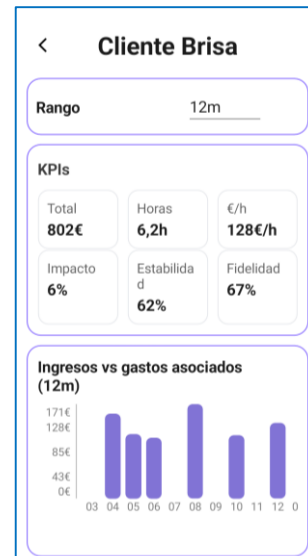 Cliente Brisa
Rango 12m
KPIs
Total Horas €/h
802€ 6,2h 128€/h
Impacto Estabilida Fidelidad
d
6% 62% 67%
Ingresos vs gastos asociados
(12m)
171€
128€
85€
43€
0€
03 04 05 06 07 08 09 10 11 12 0